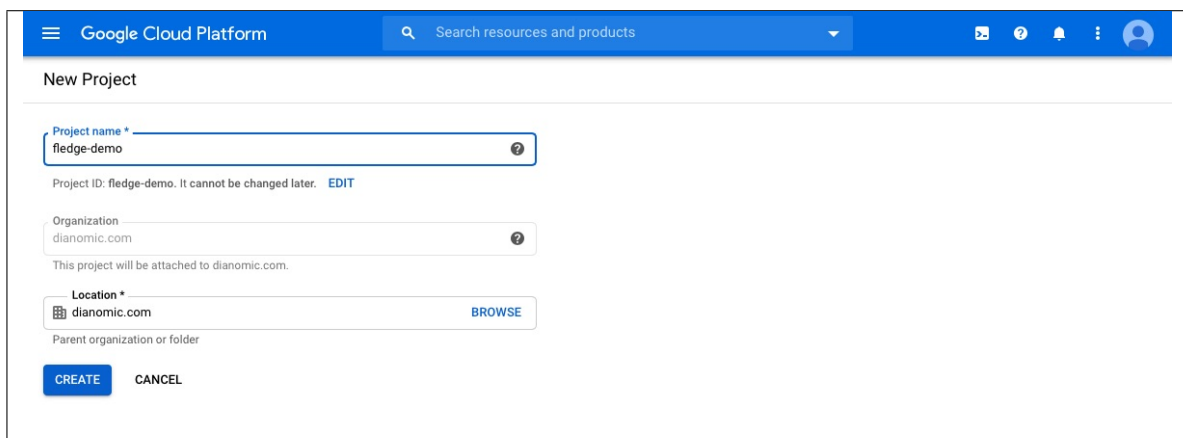 Google Cloud Platform
Search resources and products
New Project
Project name *
fledge-demo
Project ID: fledge-demo. It cannot be changed later. EDIT
Organization
dianomic.com
This project will be attached to dianomic.com.
Location *
dianomic.com BROWSE
Parent organization or folder
CREATE CANCEL